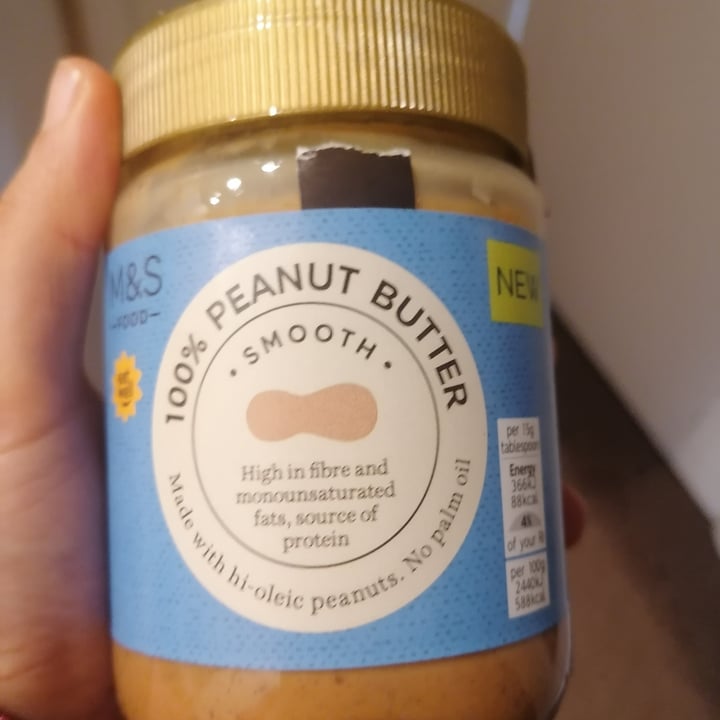 M&S
—FOOD—
NEW
100% PEANUT BUTTER
• SMOOTH •
High in fibre and
monounsaturated
fats, source of
protein
Made with hi-oleic peanuts. No palm oil
per 15g
tablespoon
Energy
366kJ
88kcal
4%
of your RI
per 100g
2440kJ
588kcal